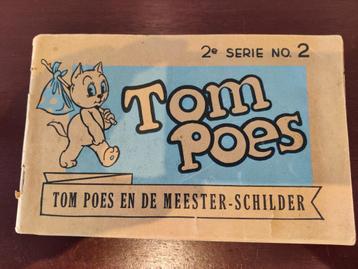 2e SERIE NO. 2
Tom
Poes
TOM POES EN DE MEESTER-SCHILDER